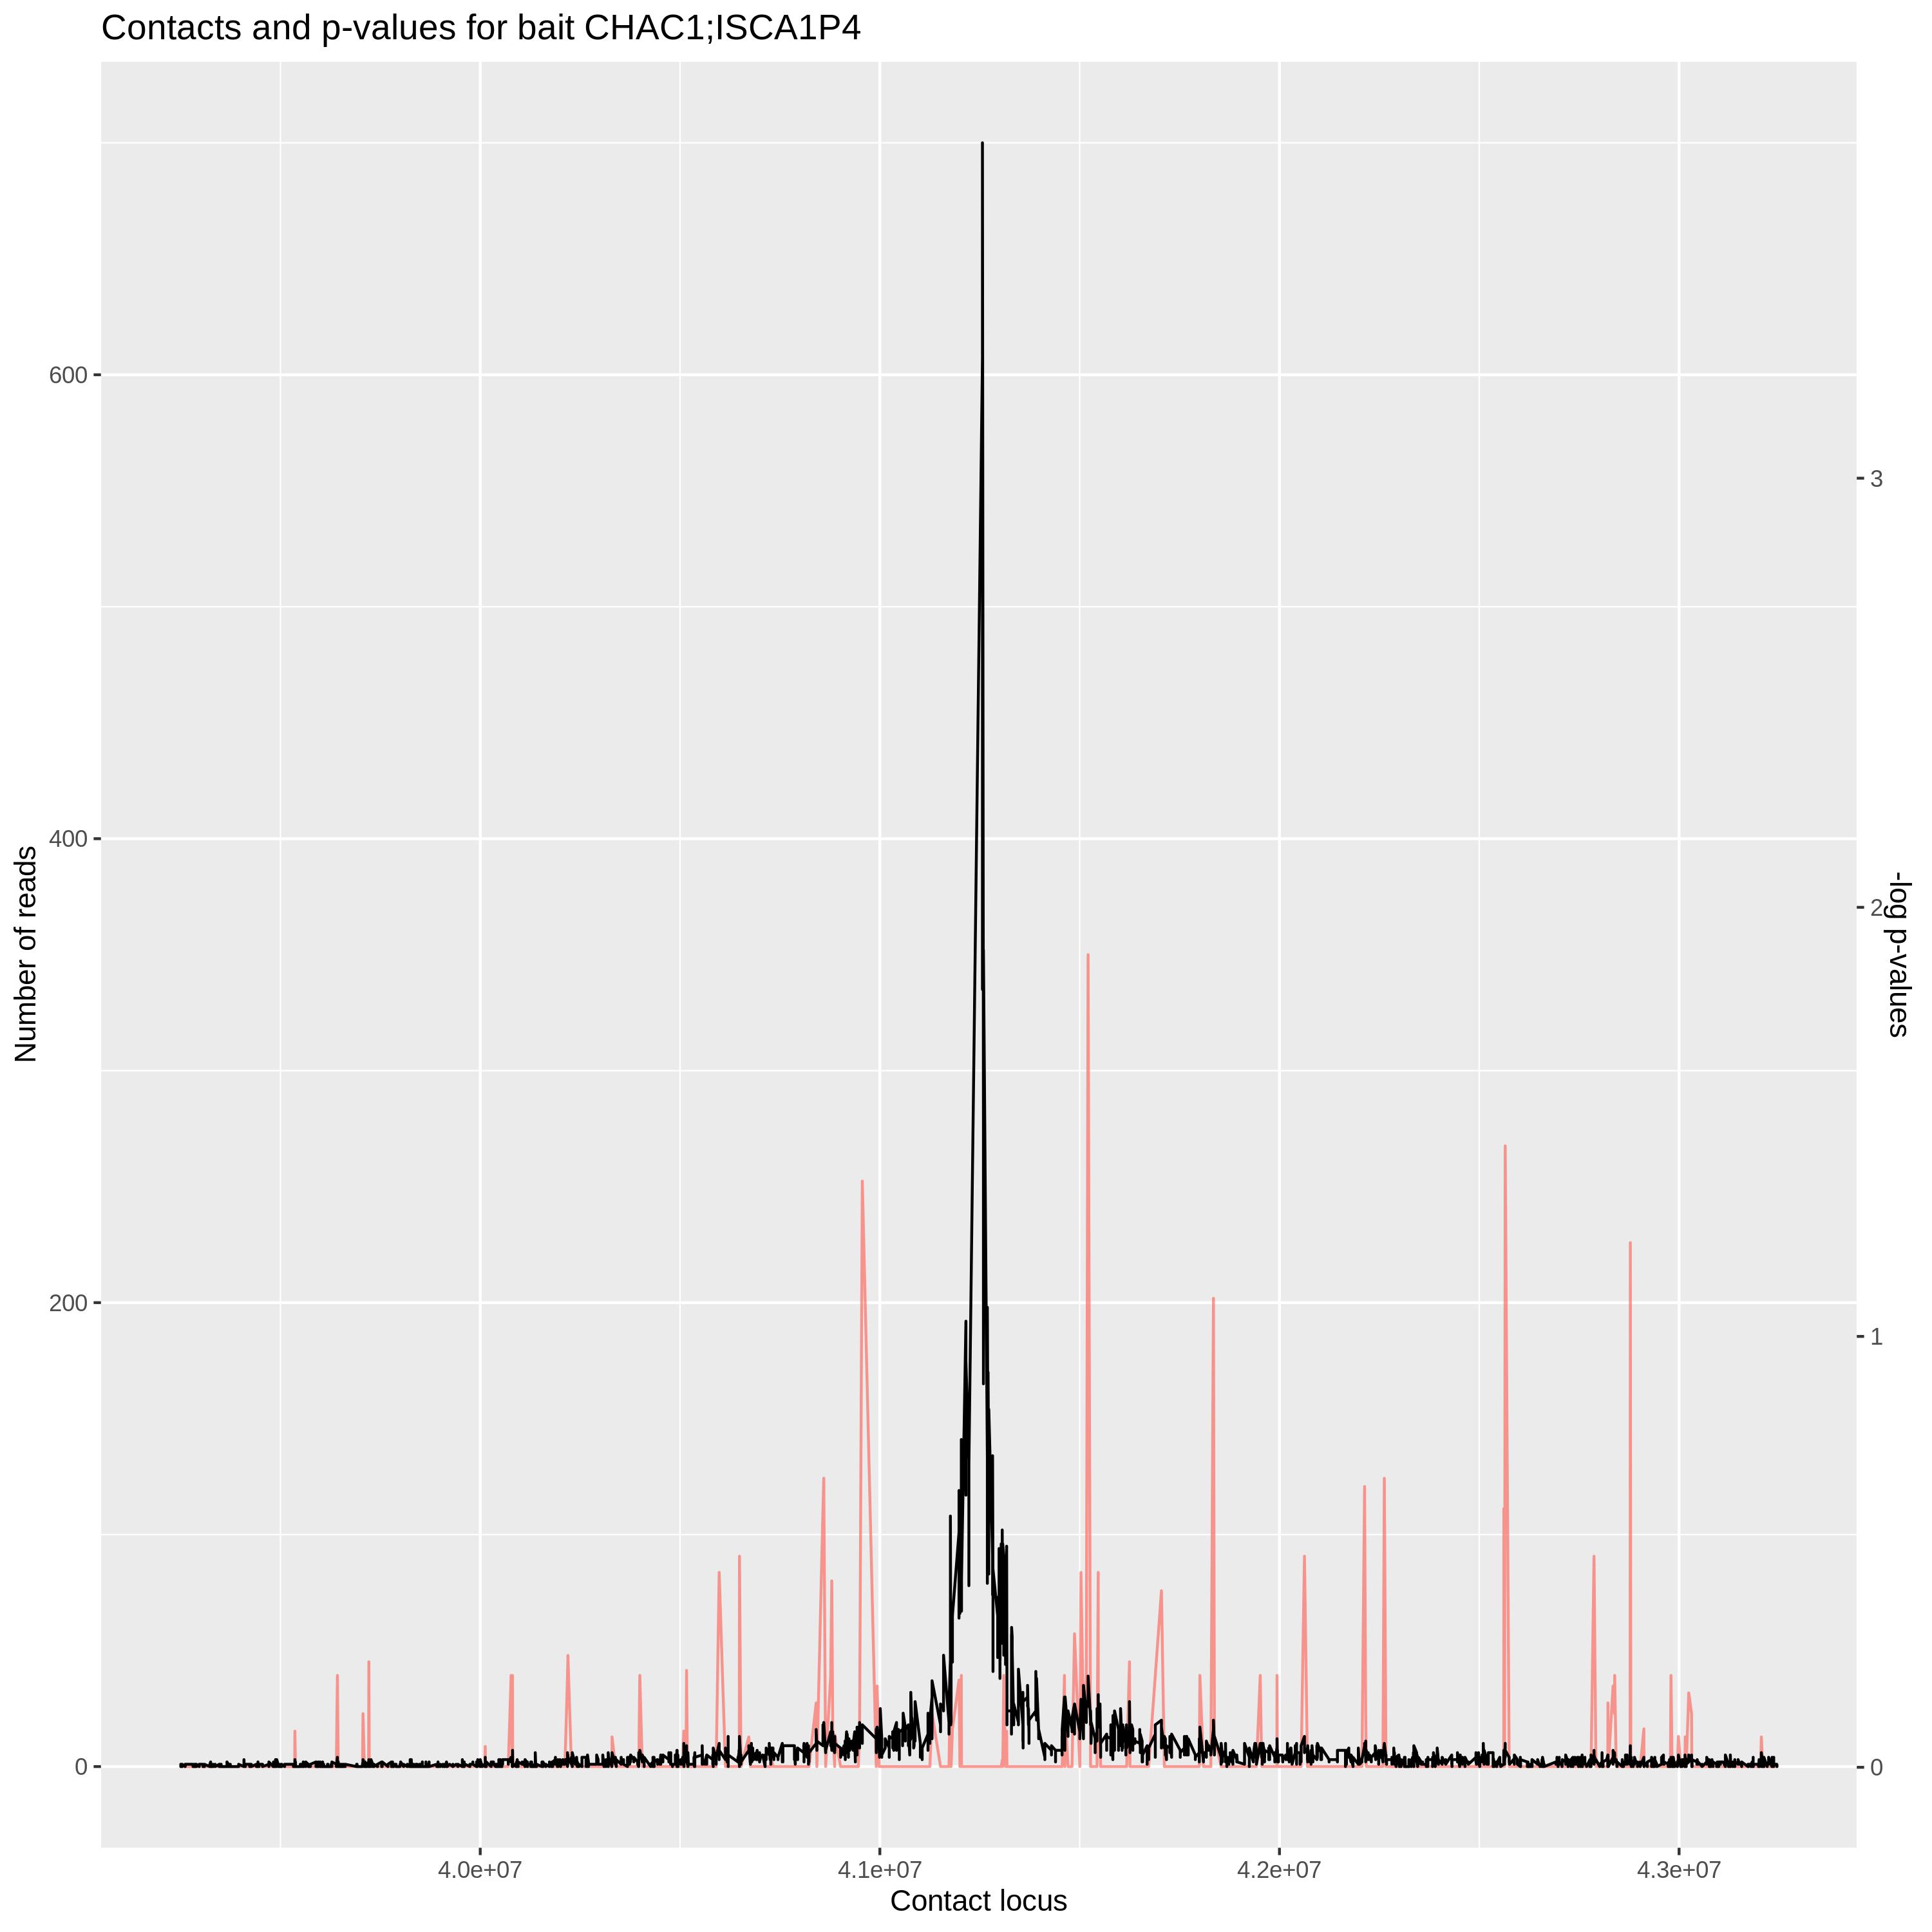 Contacts and p-values for bait CHAC1;ISCA1P4
600
400
200
0
Number of reads
3
2
1
0
-log p-values
4.0e+07
4.1e+07
4.2e+07
4.3e+07
Contact locus